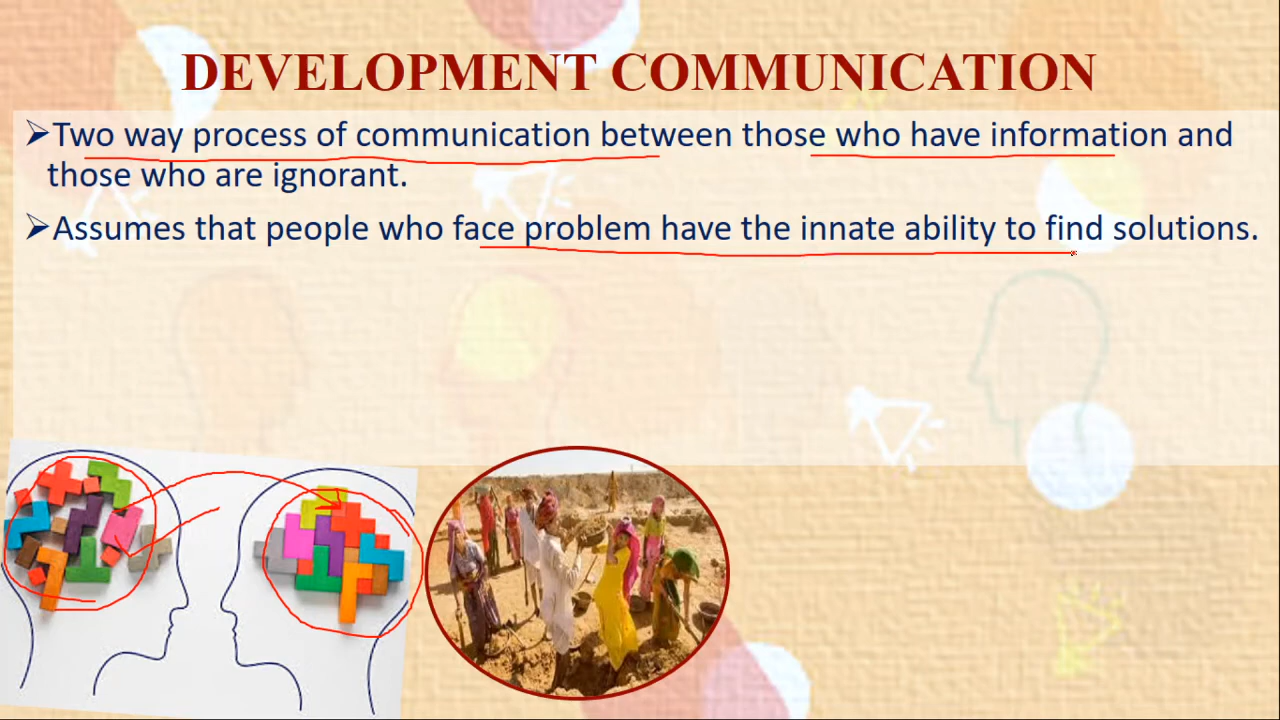 DEVELOPMENT COMMUNICATION
➢Two way process of communication between those who have information and
those who are ignorant.
➢Assumes that people who face problem have the innate ability to find solutions.